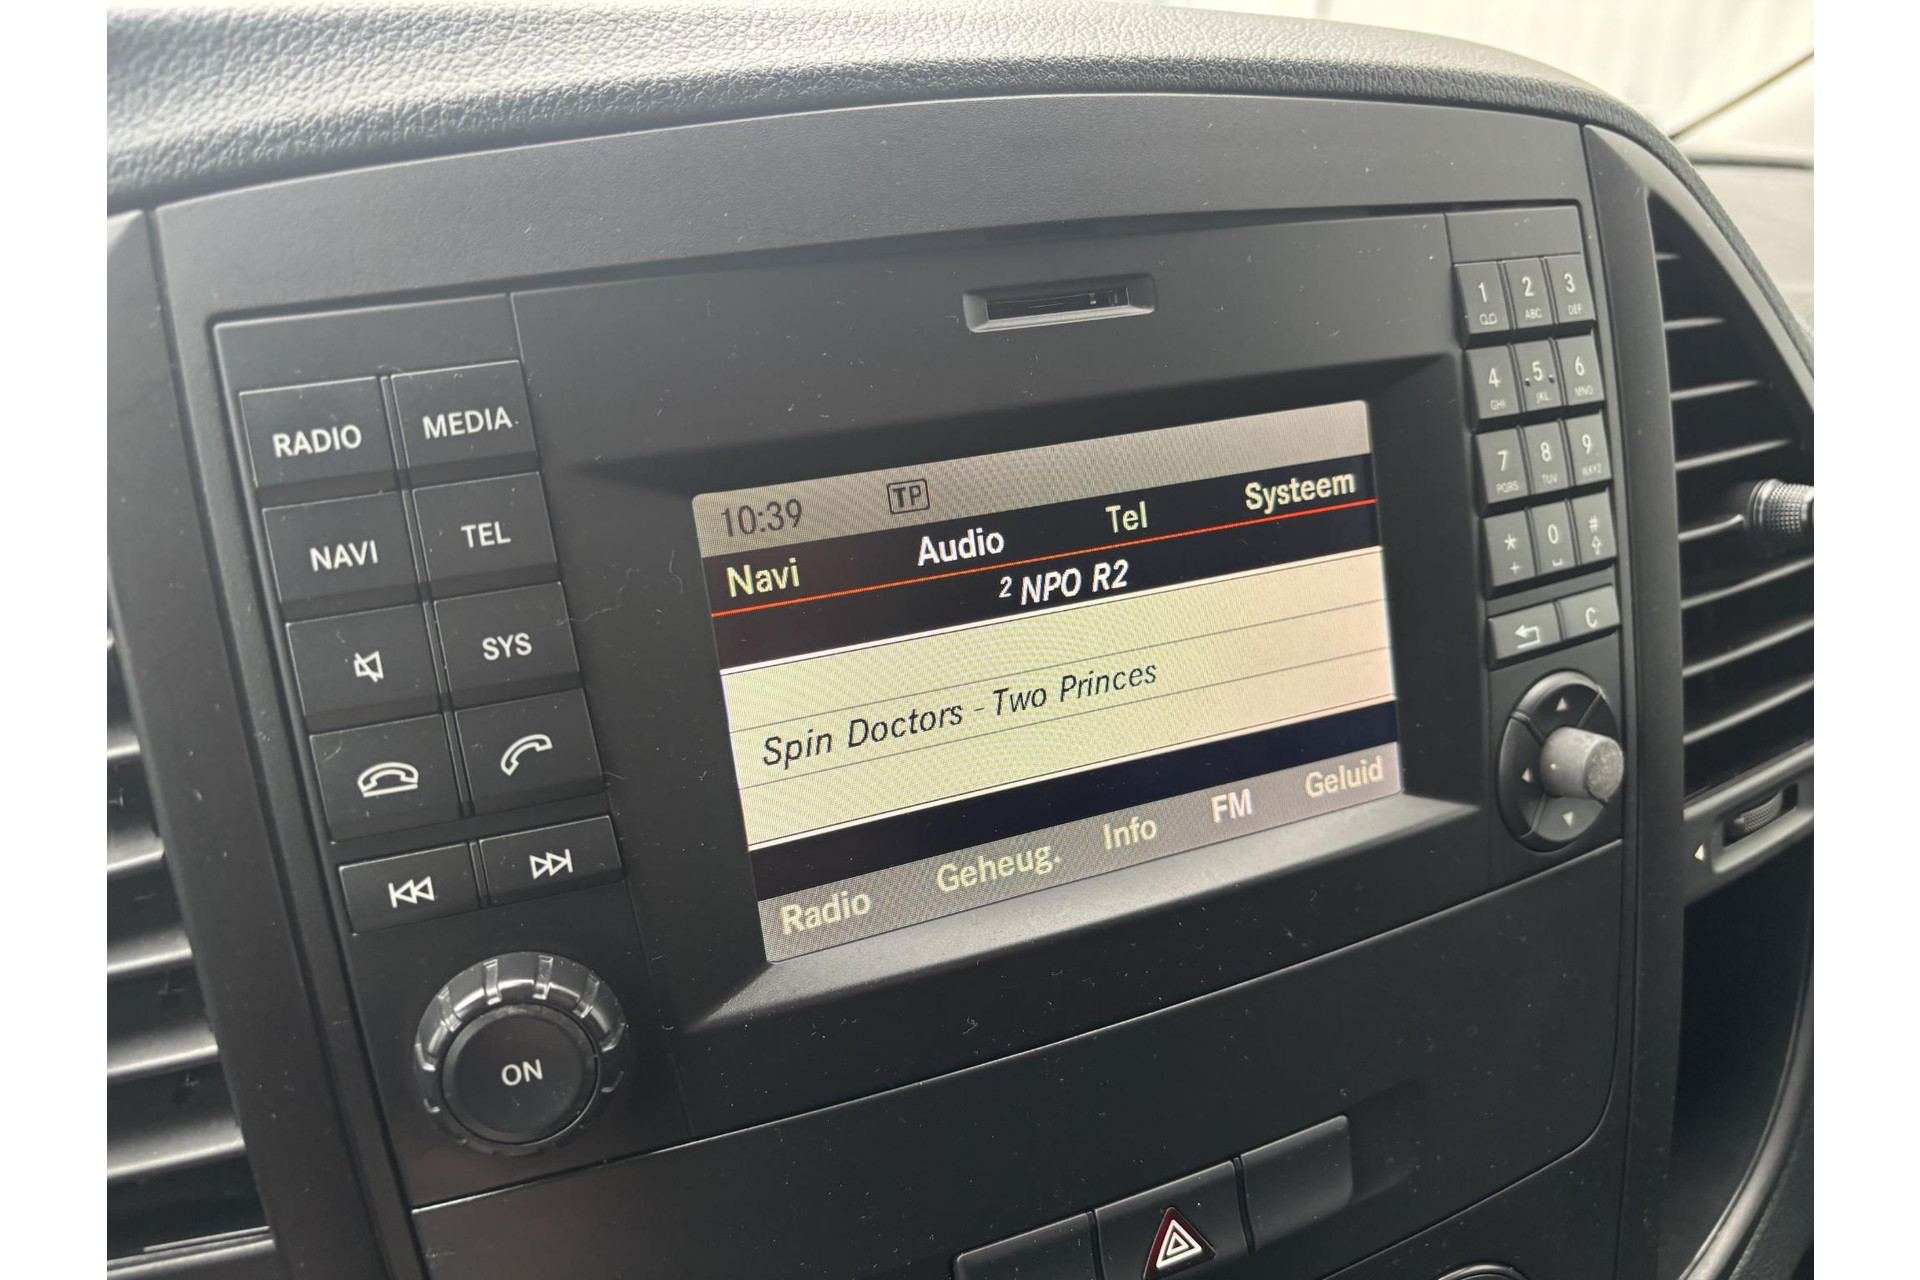 RADIO MEDIA
NAVI TEL
SYS
ON
10:39 TP
Navi Audio Tel Systeem
2 NPO R2
Spin Doctors - Two Princes
Radio Geheug. Info FM Geluid
1 2 3
ABC DEF
4 5 6
GHI JKL MNO
7 8 9
PQRS TUV WXYZ
* 0 #
+
C